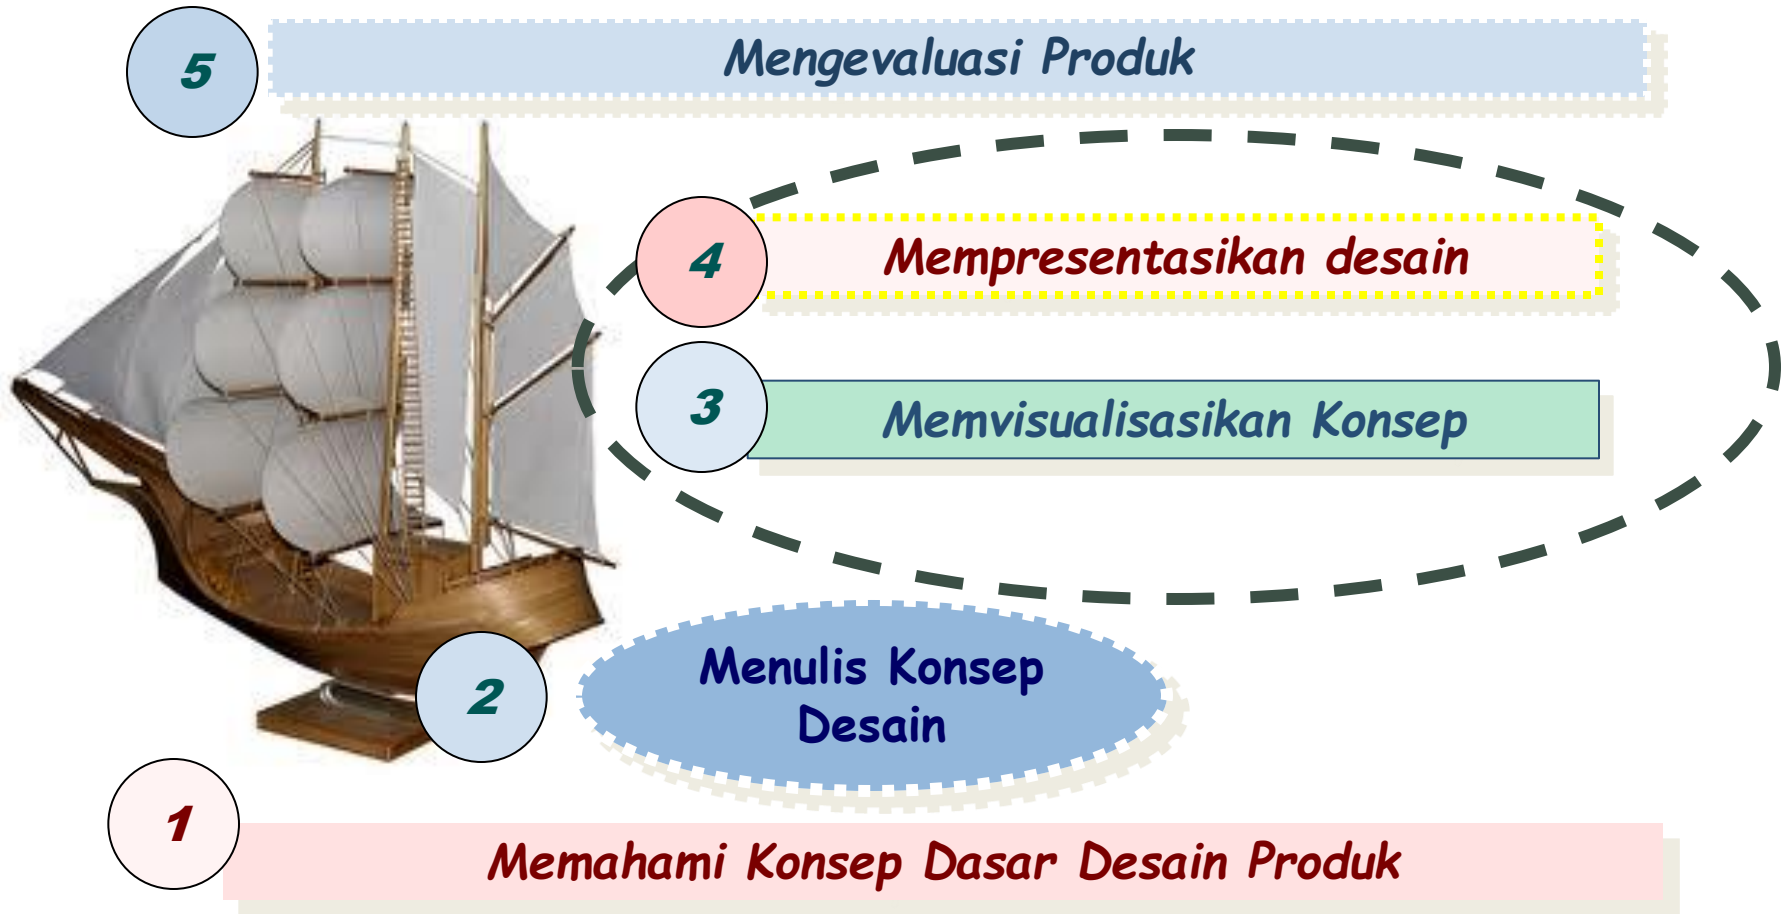 5
Mengevaluasi Produk
4
Mempresentasikan desain
3
Memvisualisasikan Konsep
2
Menulis Konsep
Desain
1
Memahami Konsep Dasar Desain Produk